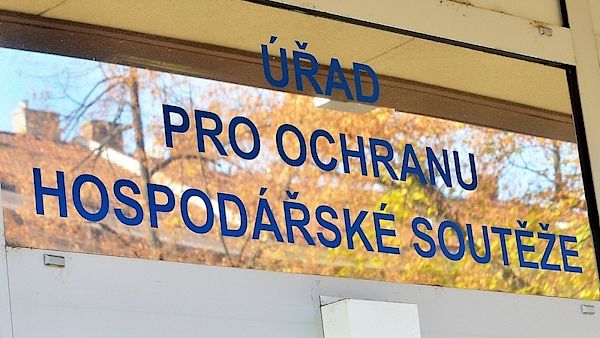 ÚŘAD
PRO OCHRANU
HOSPODÁŘSKÉ SOUTĚŽE